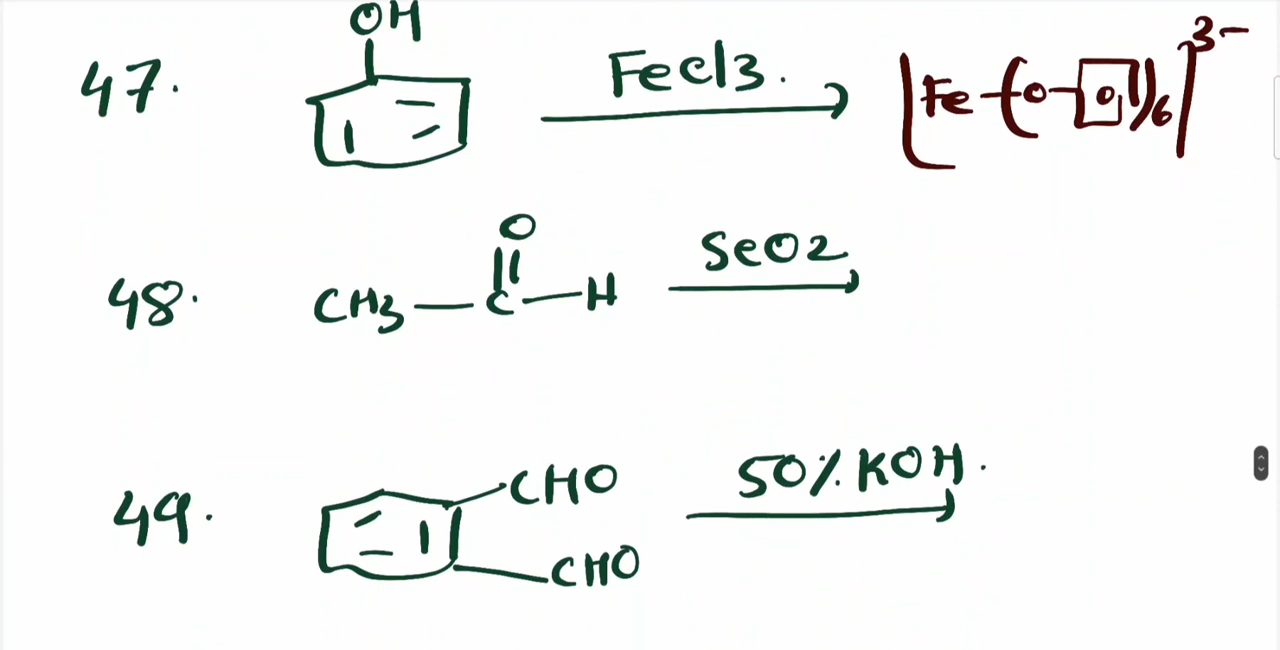 OH
47. FeCl3. [Fe-(O-O)6]3-
O
48. CH3-C-H SeO2
49. CHO 50% KOH.
CHO